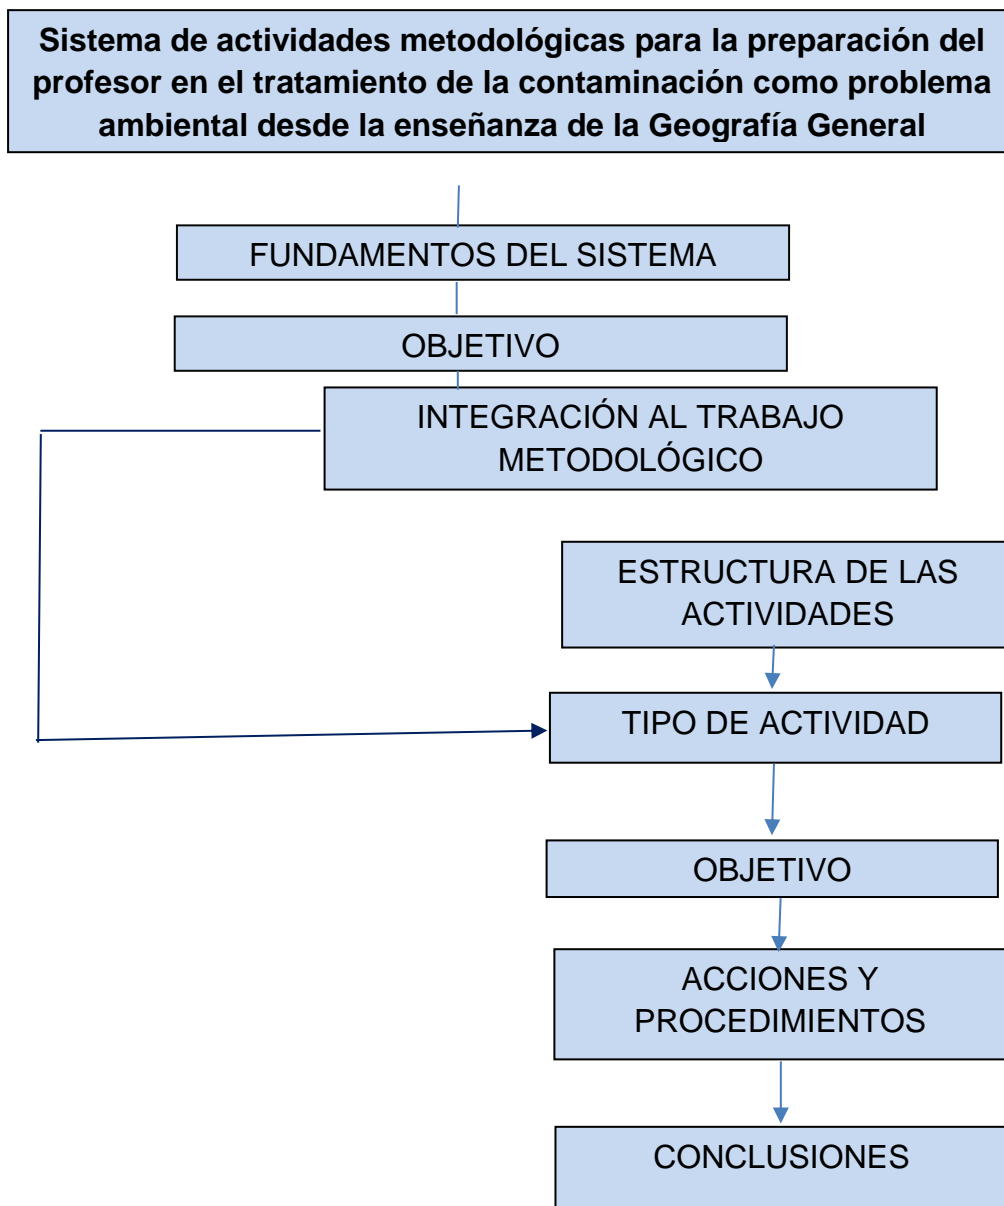 Sistema de actividades metodológicas para la preparación del
profesor en el tratamiento de la contaminación como problema
ambiental desde la enseñanza de la Geografía General
FUNDAMENTOS DEL SISTEMA
OBJETIVO
INTEGRACIÓN AL TRABAJO
METODOLÓGICO
ESTRUCTURA DE LAS
ACTIVIDADES
TIPO DE ACTIVIDAD
OBJETIVO
ACCIONES Y
PROCEDIMIENTOS
CONCLUSIONES